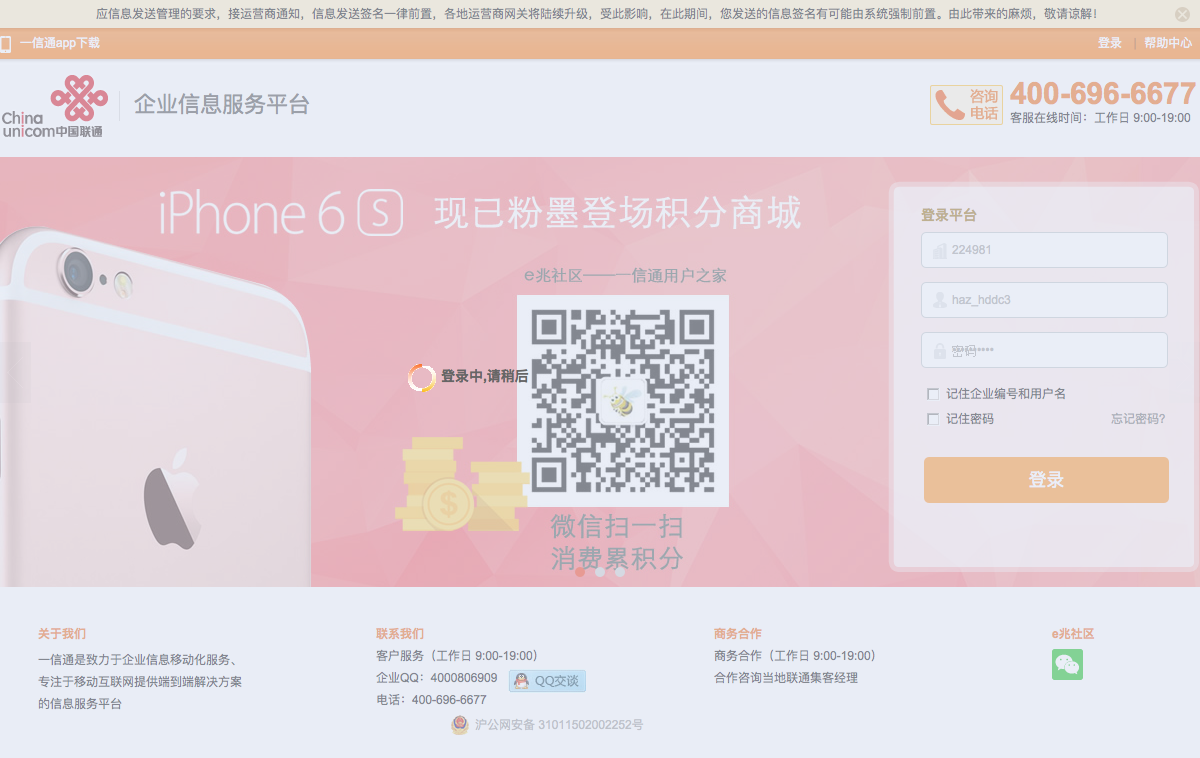 应信息发送管理的要求，接运营商通知，信息发送签名一律前置，各地运营商网关将陆续升级，受此影响，在此期间，您发送的信息签名有可能由系统强制前置。由此带来的麻烦，敬请谅解！
一信通app下载
登录 | 帮助中心
China
unicom中国联通
企业信息服务平台
咨询
电话
400-696-6677
客服在线时间：工作日 9:00-19:00
iPhone 6 S 现已粉墨登场积分商城
e兆社区——一信通用户之家
登录中,请稍后
微信扫一扫
消费累积分
登录平台
224981
haz_hddc3
密码
记住企业编号和用户名
记住密码
忘记密码?
登录
关于我们
一信通是致力于企业信息移动化服务、
专注于移动互联网提供端到端解决方案
的信息服务平台
联系我们
客户服务（工作日 9:00-19:00）
企业QQ：4000806909
QQ交谈
电话：400-696-6677
商务合作
商务合作（工作日 9:00-19:00）
合作咨询当地联通集客经理
e兆社区
沪公网安备 31011502002252号